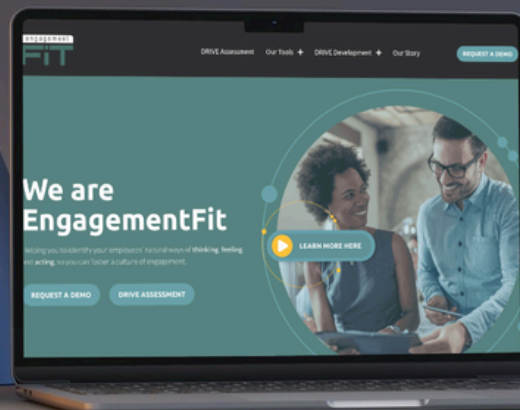 engagement
FiT
DRIVE Assessment Our Tools + DRIVE Development + Our Story REQUEST A DEMO
We are
EngagementFit
Helping you to identify your employees' natural ways of thinking, feeling
and acting, so you can foster a culture of engagement.
LEARN MORE HERE
REQUEST A DEMO DRIVE ASSESSMENT